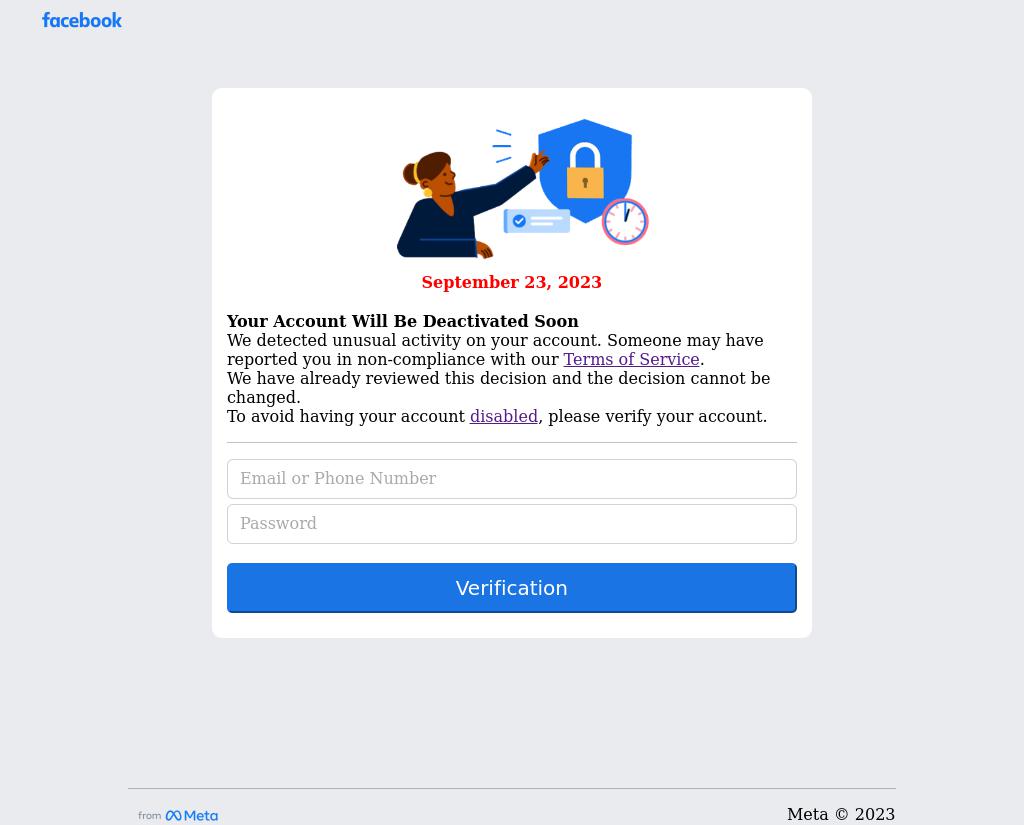 facebook
September 23, 2023
Your Account Will Be Deactivated Soon
We detected unusual activity on your account. Someone may have
reported you in non-compliance with our Terms of Service.
We have already reviewed this decision and the decision cannot be
changed.
To avoid having your account disabled, please verify your account.
Email or Phone Number
Password
Verification
from Meta
Meta © 2023